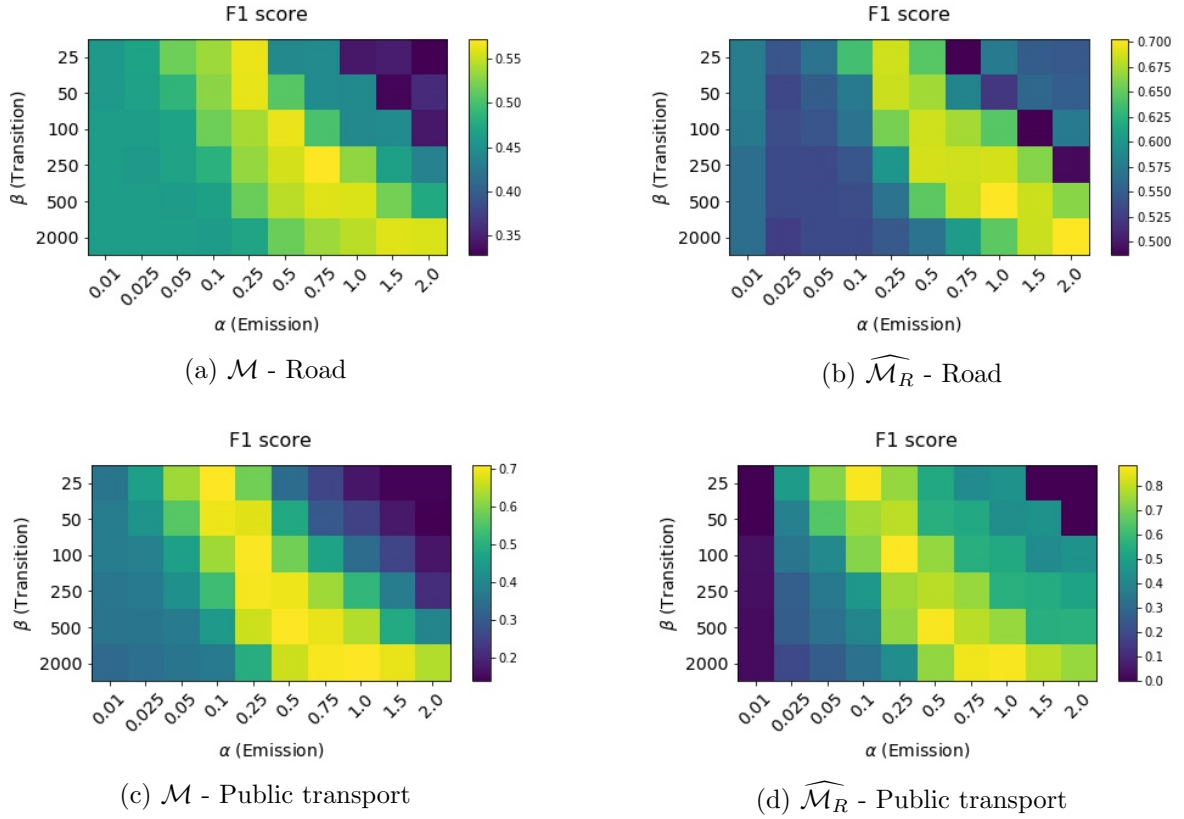 F1 score
β (Transition)
25
50
100
250
500
2000
0.01 0.025 0.05 0.1 0.25 0.5 0.75 1.0 1.5 2.0
α (Emission)
0.55
0.50
0.45
0.40
0.35
(a) ℳ - Road
F1 score
β (Transition)
25
50
100
250
500
2000
0.01 0.025 0.05 0.1 0.25 0.5 0.75 1.0 1.5 2.0
α (Emission)
0.700
0.675
0.650
0.625
0.600
0.575
0.550
0.525
0.500
(b) ℳ̂_R - Road
F1 score
β (Transition)
25
50
100
250
500
2000
0.01 0.025 0.05 0.1 0.25 0.5 0.75 1.0 1.5 2.0
α (Emission)
0.7
0.6
0.5
0.4
0.3
0.2
(c) ℳ - Public transport
F1 score
β (Transition)
25
50
100
250
500
2000
0.01 0.025 0.05 0.1 0.25 0.5 0.75 1.0 1.5 2.0
α (Emission)
0.8
0.7
0.6
0.5
0.4
0.3
0.2
0.1
0.0
(d) ℳ̂_R - Public transport